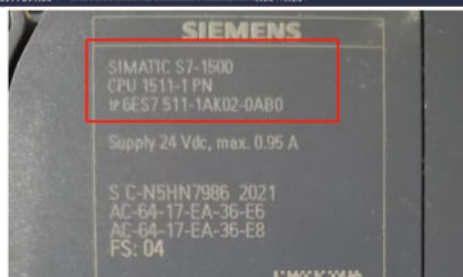 SIEMENS
SIMATIC S7-1500
CPU 1511-1 PN
1P 6ES7 511-1AK02-0AB0
Supply 24 Vdc, max. 0.95 A
S C-N5HN7986 2021
AC-64-17-EA-36-E6
AC-64-17-EA-36-E8
FS: 04